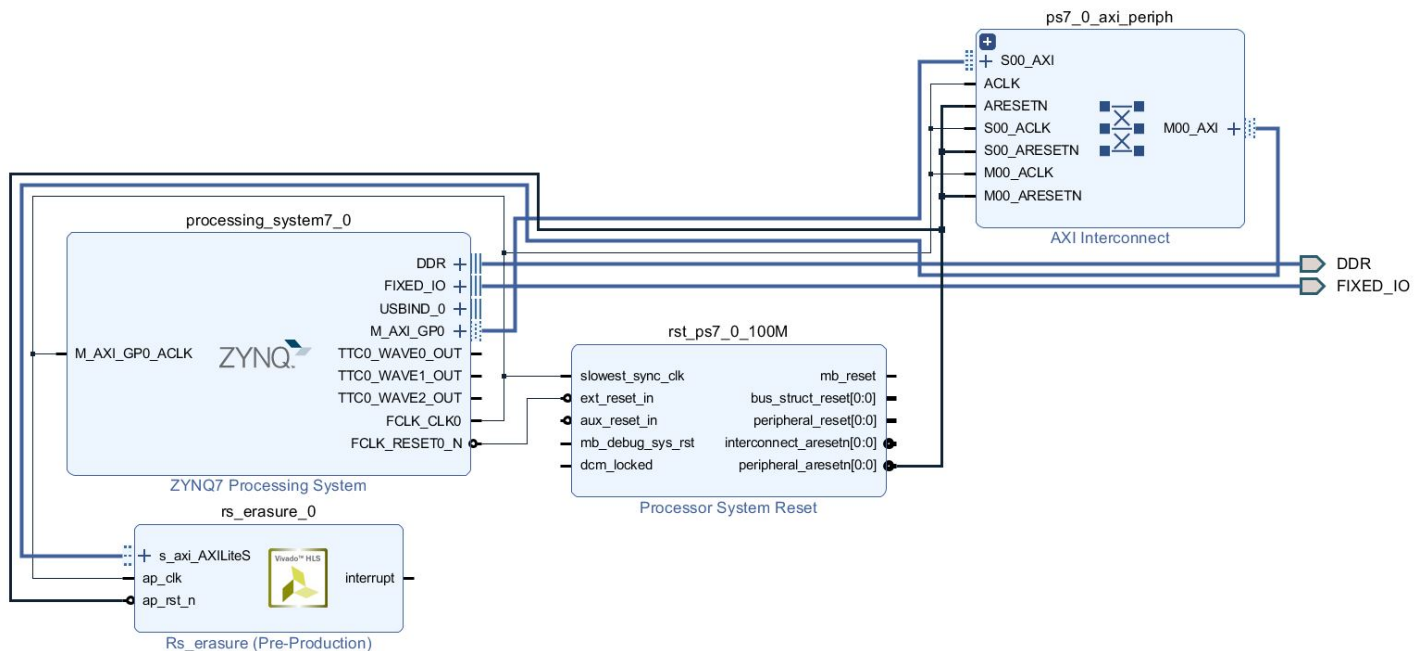 ps7_0_axi_periph
S00_AXI
ACLK
ARESETN
S00_ACLK
S00_ARESETN
M00_ACLK
M00_ARESETN
M00_AXI
AXI Interconnect
processing_system7_0
DDR
FIXED_IO
USBIND_0
M_AXI_GP0
M_AXI_GP0_ACLK
ZYNQ
TTC0_WAVE0_OUT
TTC0_WAVE1_OUT
TTC0_WAVE2_OUT
FCLK_CLK0
FCLK_RESET0_N
ZYNQ7 Processing System
DDR
FIXED_IO
rst_ps7_0_100M
slowest_sync_clk
ext_reset_in
aux_reset_in
mb_debug_sys_rst
dcm_locked
mb_reset
bus_struct_reset[0:0]
peripheral_reset[0:0]
interconnect_aresetn[0:0]
peripheral_aresetn[0:0]
Processor System Reset
rs_erasure_0
s_axi_AXILiteS
ap_clk
ap_rst_n
Vivado™ HLS
interrupt
Rs_erasure (Pre-Production)